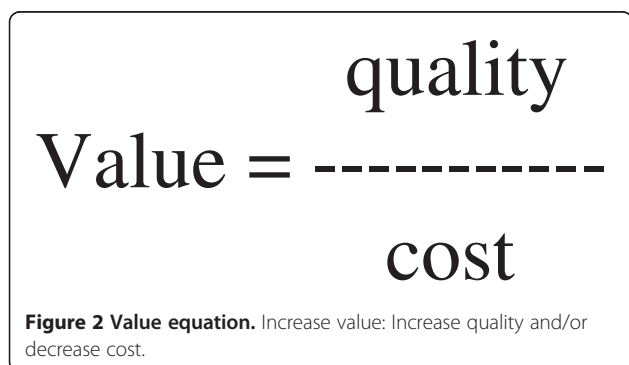 quality
Value = -----------
cost
Figure 2 Value equation. Increase value: Increase quality and/or
decrease cost.